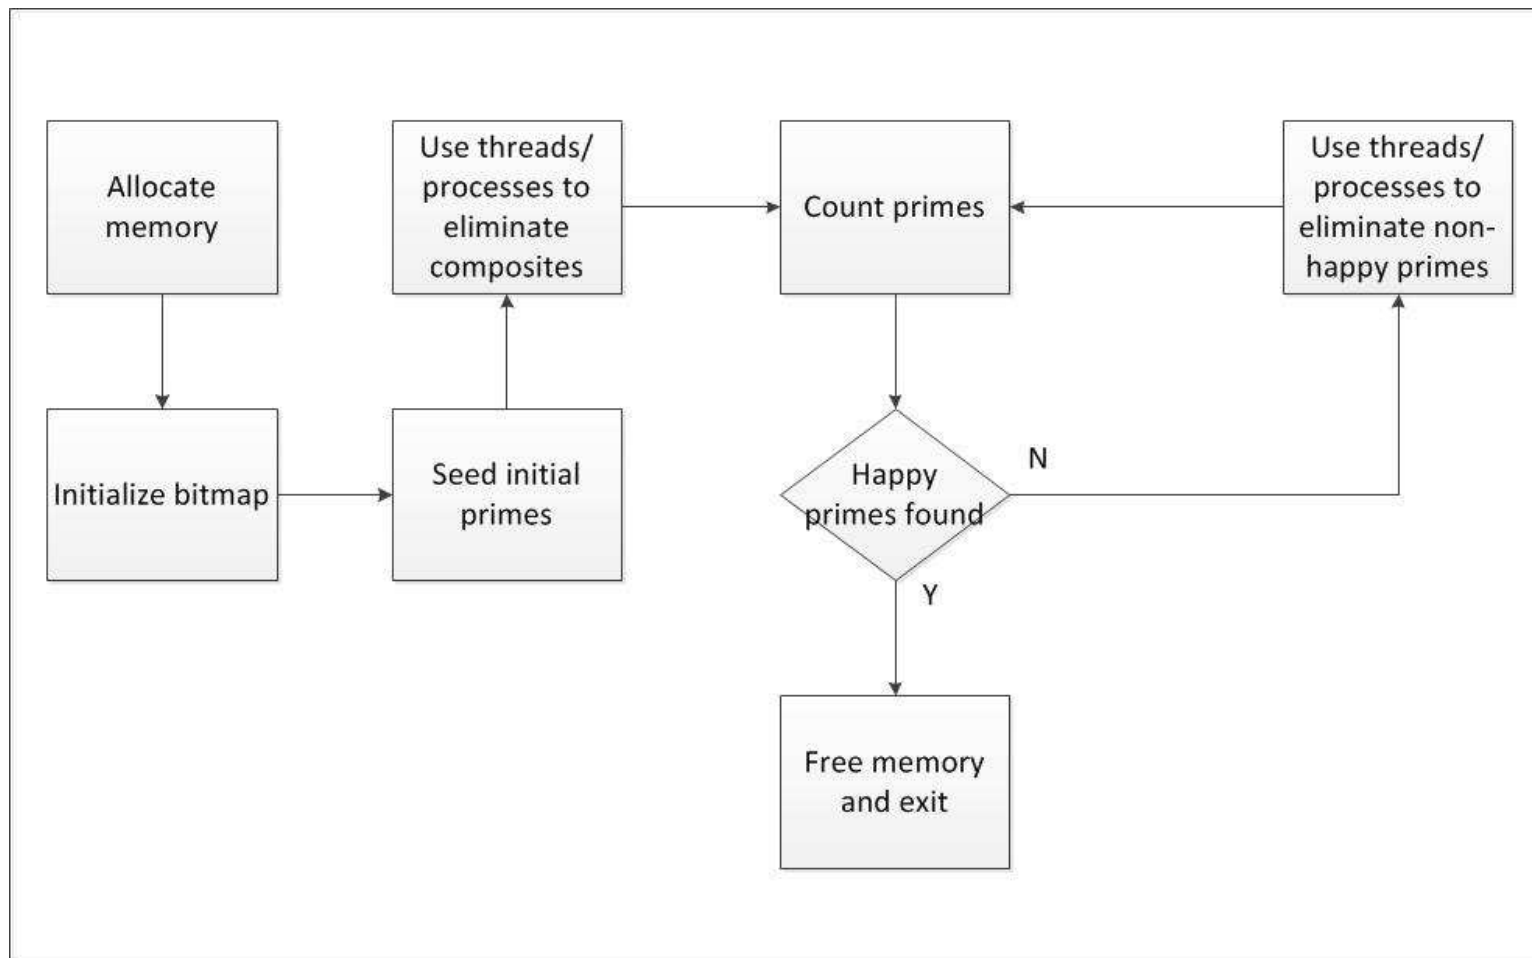 Allocate
memory
Use threads/
processes to
eliminate
composites
Count primes
Use threads/
processes to
eliminate non-
happy primes
Initialize bitmap
Seed initial
primes
Happy
primes found
N
Y
Free memory
and exit